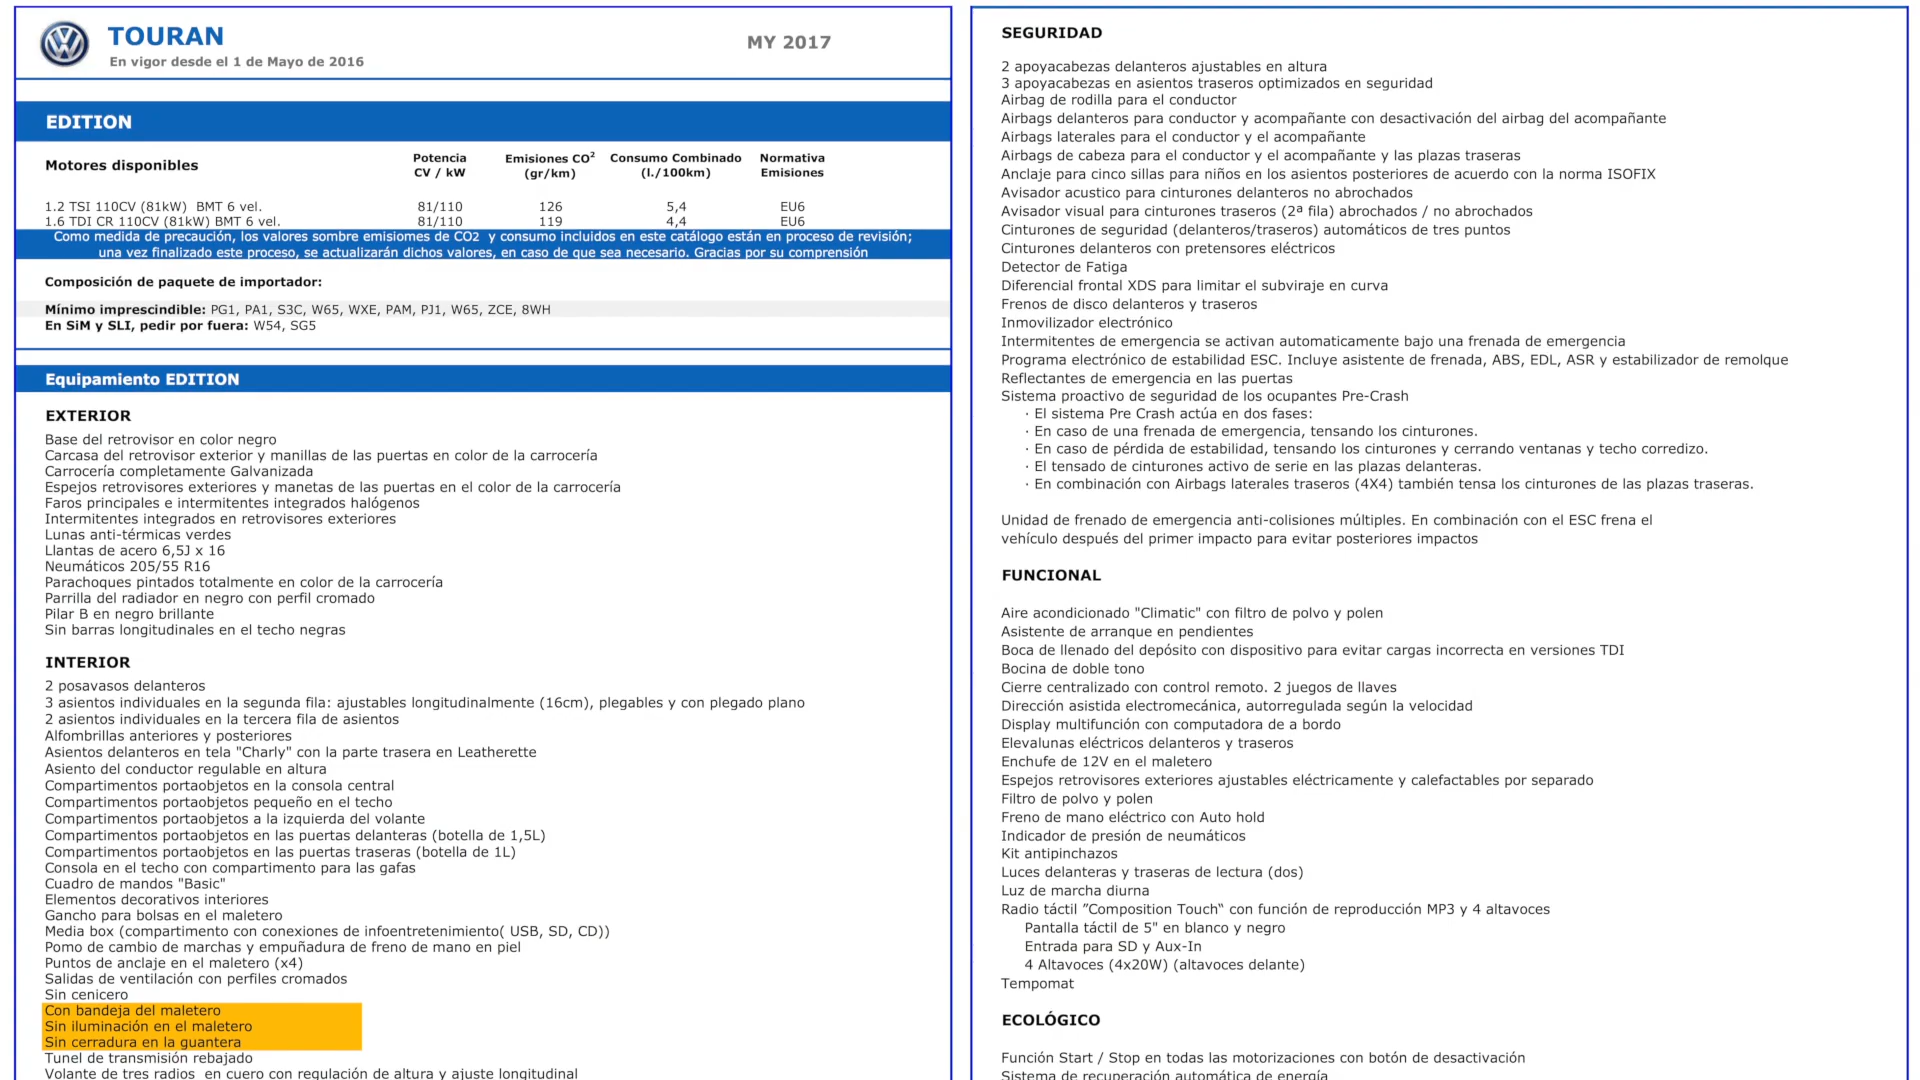 TOURAN
MY 2017
En vigor desde el 1 de Mayo de 2016
EDITION
Motores disponibles Potencia CV / kW Emisiones CO2 (gr/km) Consumo Combinado (l./100km) Normativa Emisiones
1.2 TSI 110CV (81kW) BMT 6 vel. 81/110 126 5,4 EU6
1.6 TDI CR 110CV (81kW) BMT 6 vel. 81/110 119 4,4 EU6
Como medida de precaución, los valores sombre emisiomes de CO2 y consumo incluidos en este catálogo están en proceso de revisión;
una vez finalizado este proceso, se actualizarán dichos valores, en caso de que sea necesario. Gracias por su comprensión
Composición de paquete de importador:
Mínimo imprescindible: PG1, PA1, S3C, W65, WXE, PAM, PJ1, W65, ZCE, 8WH
En SiM y SLI, pedir por fuera: W54, SG5
Equipamiento EDITION
EXTERIOR
Base del retrovisor en color negro
Carcasa del retrovisor exterior y manillas de las puertas en color de la carrocería
Carrocería completamente Galvanizada
Espejos retrovisores exteriores y manetas de las puertas en el color de la carrocería
Faros principales e intermitentes integrados halógenos
Intermitentes integrados en retrovisores exteriores
Lunas anti-térmicas verdes
Llantas de acero 6,5J x 16
Neumáticos 205/55 R16
Parachoques pintados totalmente en color de la carrocería
Parrilla del radiador en negro con perfil cromado
Pilar B en negro brillante
Sin barras longitudinales en el techo negras
INTERIOR
2 posavasos delanteros
3 asientos individuales en la segunda fila: ajustables longitudinalmente (16cm), plegables y con plegado plano
2 asientos individuales en la tercera fila de asientos
Alfombrillas anteriores y posteriores
Asientos delanteros en tela "Charly" con la parte trasera en Leatherette
Asiento del conductor regulable en altura
Compartimentos portaobjetos en la consola central
Compartimentos portaobjetos pequeño en el techo
Compartimentos portaobjetos a la izquierda del volante
Compartimentos portaobjetos en las puertas delanteras (botella de 1,5L)
Compartimentos portaobjetos en las puertas traseras (botella de 1L)
Consola en el techo con compartimento para las gafas
Cuadro de mandos "Basic"
Elementos decorativos interiores
Gancho para bolsas en el maletero
Media box (compartimento con conexiones de infoentretenimiento( USB, SD, CD))
Pomo de cambio de marchas y empuñadura de freno de mano en piel
Puntos de anclaje en el maletero (x4)
Salidas de ventilación con perfiles cromados
Sin cenicero
Con bandeja del maletero
Sin iluminación en el maletero
Sin cerradura en la guantera
Tunel de transmisión rebajado
Volante de tres radios en cuero con regulación de altura y ajuste longitudinal
SEGURIDAD
2 apoyacabezas delanteros ajustables en altura
3 apoyacabezas en asientos traseros optimizados en seguridad
Airbag de rodilla para el conductor
Airbags delanteros para conductor y acompañante con desactivación del airbag del acompañante
Airbags laterales para el conductor y el acompañante
Airbags de cabeza para el conductor y el acompañante y las plazas traseras
Anclaje para cinco sillas para niños en los asientos posteriores de acuerdo con la norma ISOFIX
Avisador acustico para cinturones delanteros no abrochados
Avisador visual para cinturones traseros (2ª fila) abrochados / no abrochados
Cinturones de seguridad (delanteros/traseros) automáticos de tres puntos
Cinturones delanteros con pretensores eléctricos
Detector de Fatiga
Diferencial frontal XDS para limitar el subviraje en curva
Frenos de disco delanteros y traseros
Inmovilizador electrónico
Intermitentes de emergencia se activan automaticamente bajo una frenada de emergencia
Programa electrónico de estabilidad ESC. Incluye asistente de frenada, ABS, EDL, ASR y estabilizador de remolque
Reflectantes de emergencia en las puertas
Sistema proactivo de seguridad de los ocupantes Pre-Crash
· El sistema Pre Crash actúa en dos fases:
· En caso de una frenada de emergencia, tensando los cinturones.
· En caso de pérdida de estabilidad, tensando los cinturones y cerrando ventanas y techo corredizo.
· El tensado de cinturones activo de serie en las plazas delanteras.
· En combinación con Airbags laterales traseros (4X4) también tensa los cinturones de las plazas traseras.
Unidad de frenado de emergencia anti-colisiones múltiples. En combinación con el ESC frena el
vehículo después del primer impacto para evitar posteriores impactos
FUNCIONAL
Aire acondicionado "Climatic" con filtro de polvo y polen
Asistente de arranque en pendientes
Boca de llenado del depósito con dispositivo para evitar cargas incorrecta en versiones TDI
Bocina de doble tono
Cierre centralizado con control remoto. 2 juegos de llaves
Dirección asistida electromecánica, autorregulada según la velocidad
Display multifunción con computadora de a bordo
Elevalunas eléctricos delanteros y traseros
Enchufe de 12V en el maletero
Espejos retrovisores exteriores ajustables eléctricamente y calefactables por separado
Filtro de polvo y polen
Freno de mano eléctrico con Auto hold
Indicador de presión de neumáticos
Kit antipinchazos
Luces delanteras y traseras de lectura (dos)
Luz de marcha diurna
Radio táctil ”Composition Touch“ con función de reproducción MP3 y 4 altavoces
Pantalla táctil de 5" en blanco y negro
Entrada para SD y Aux-In
4 Altavoces (4x20W) (altavoces delante)
Tempomat
ECOLÓGICO
Función Start / Stop en todas las motorizaciones con botón de desactivación
Sistema de recuperación automática de energía